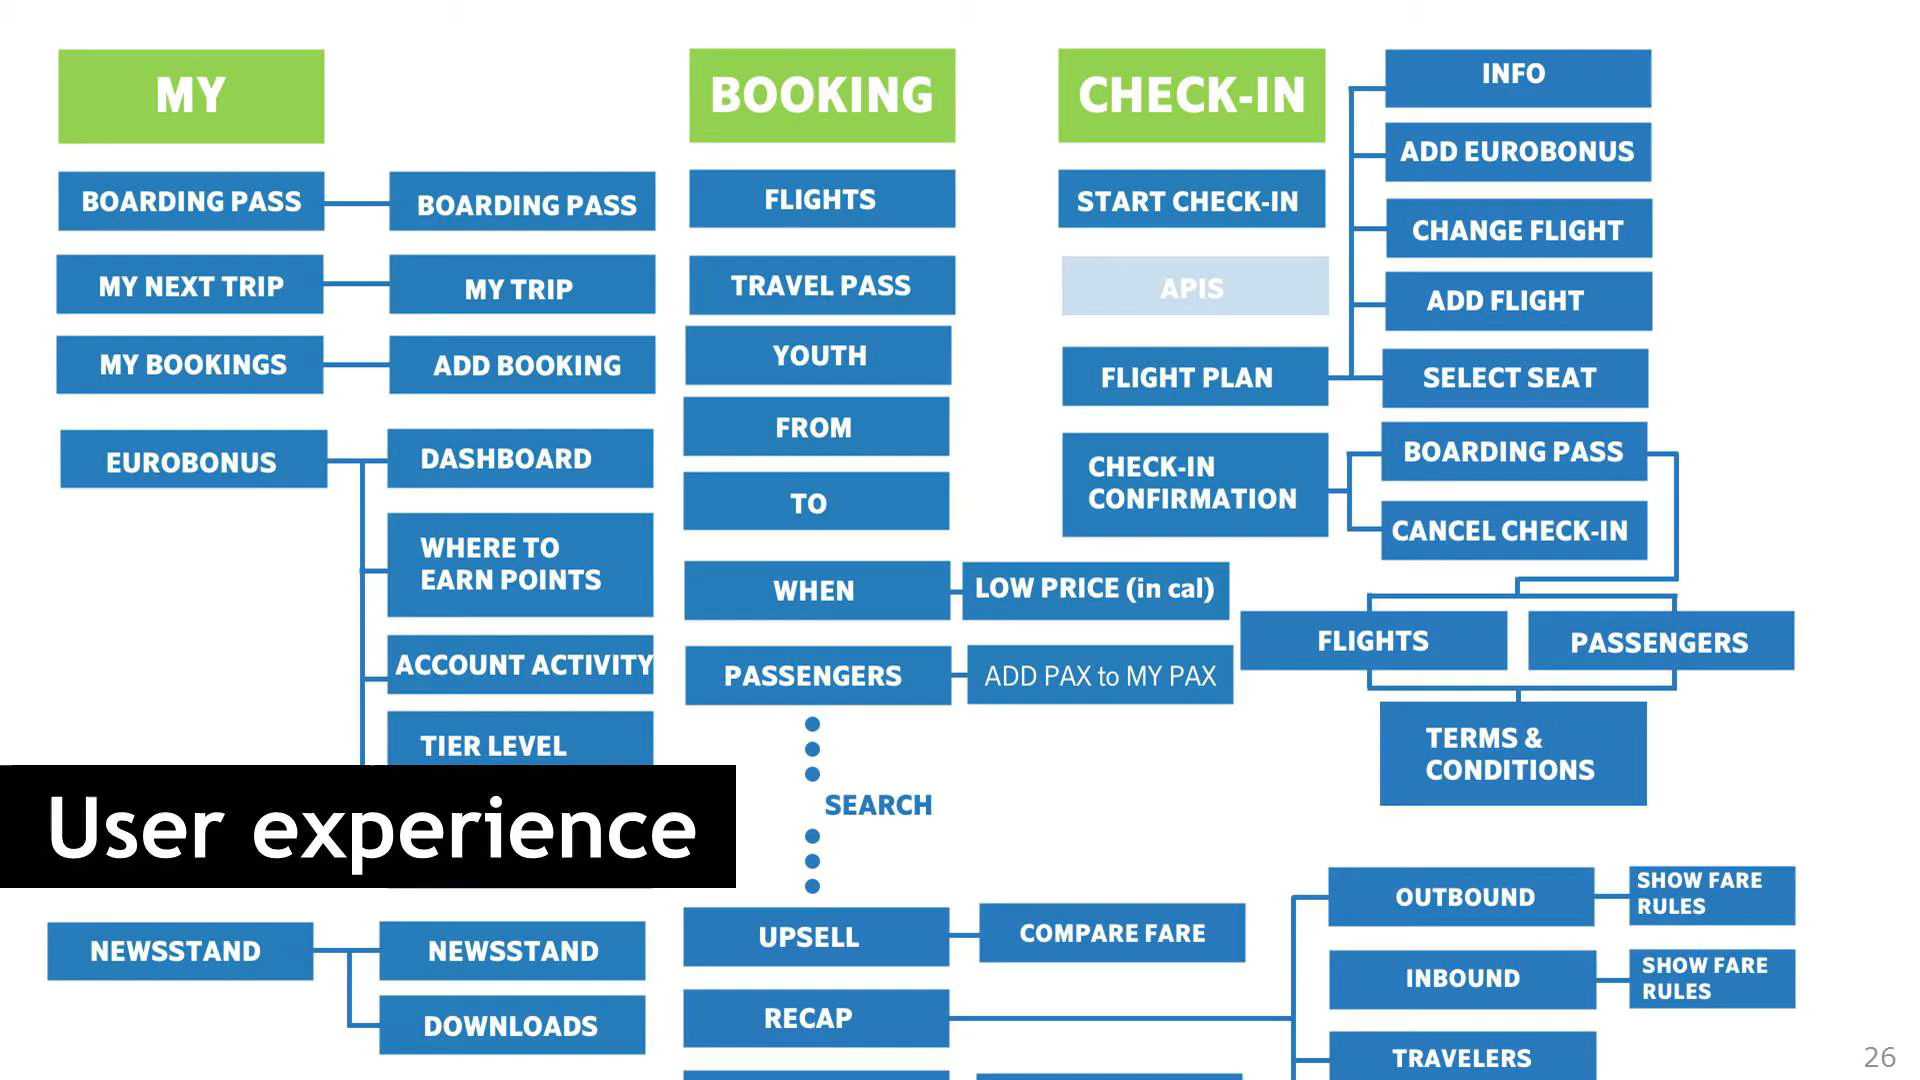 MY
BOARDING PASS
BOARDING PASS
MY NEXT TRIP
MY TRIP
MY BOOKINGS
ADD BOOKING
EUROBONUS
DASHBOARD
WHERE TO
EARN POINTS
ACCOUNT ACTIVITY
TIER LEVEL
User experience
NEWSSTAND
NEWSSTAND
DOWNLOADS
BOOKING
FLIGHTS
TRAVEL PASS
YOUTH
FROM
TO
WHEN
LOW PRICE (in cal)
PASSENGERS
ADD PAX to MY PAX
SEARCH
UPSELL
COMPARE FARE
RECAP
OUTBOUND
SHOW FARE
RULES
INBOUND
SHOW FARE
RULES
TRAVELERS
CHECK-IN
START CHECK-IN
APIS
FLIGHT PLAN
INFO
ADD EUROBONUS
CHANGE FLIGHT
ADD FLIGHT
SELECT SEAT
CHECK-IN
CONFIRMATION
BOARDING PASS
CANCEL CHECK-IN
FLIGHTS
PASSENGERS
TERMS &
CONDITIONS
26